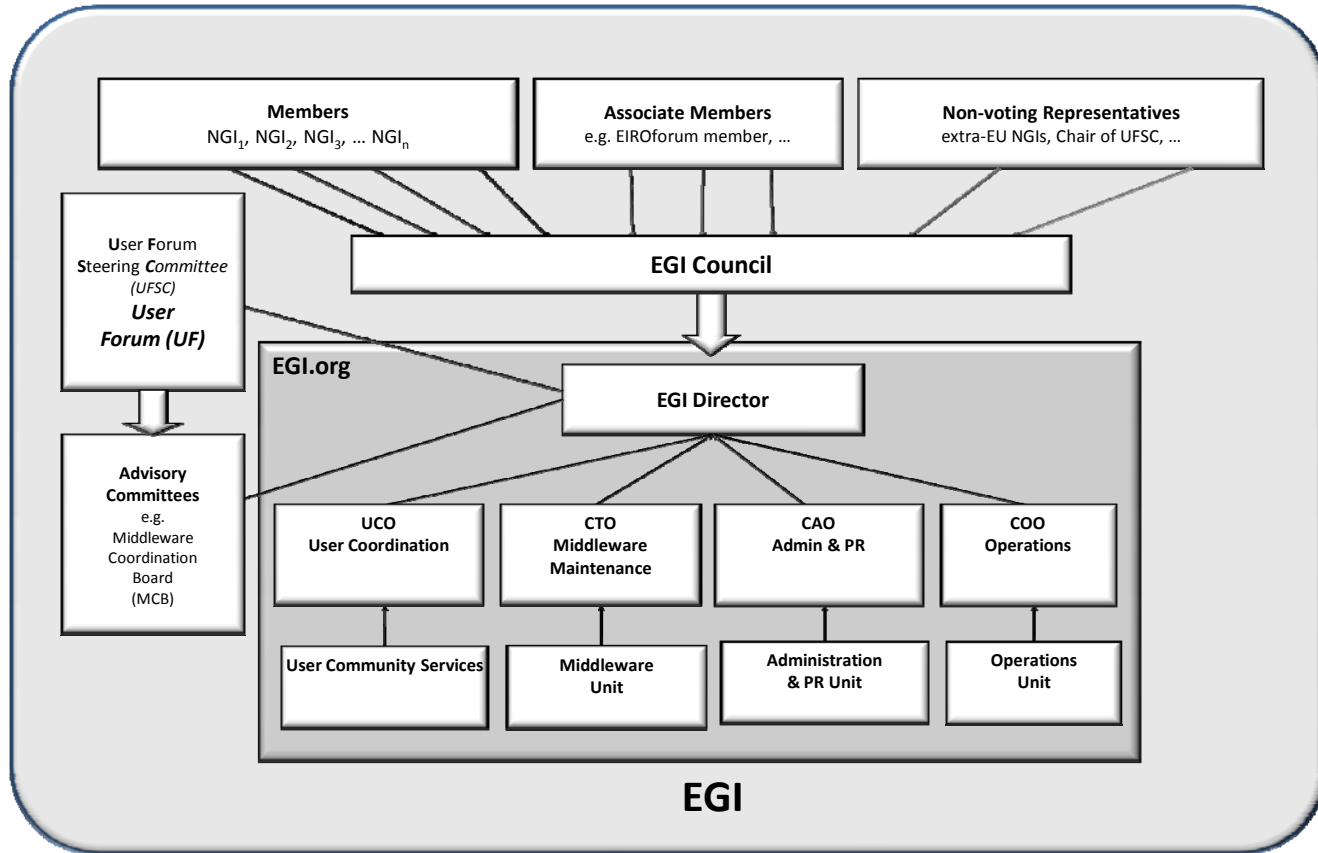 Members
NGI₁, NGI₂, NGI₃, … NGIₙ
Associate Members
e.g. EIROforum member, …
Non-voting Representatives
extra-EU NGIs, Chair of UFSC, …
User Forum
Steering Committee
(UFSC)
User
Forum (UF)
EGI Council
EGI.org
EGI Director
Advisory
Committees
e.g.
Middleware
Coordination
Board
(MCB)
UCO
User Coordination
CTO
Middleware
Maintenance
CAO
Admin & PR
COO
Operations
User Community Services
Middleware
Unit
Administration
& PR Unit
Operations
Unit
EGI